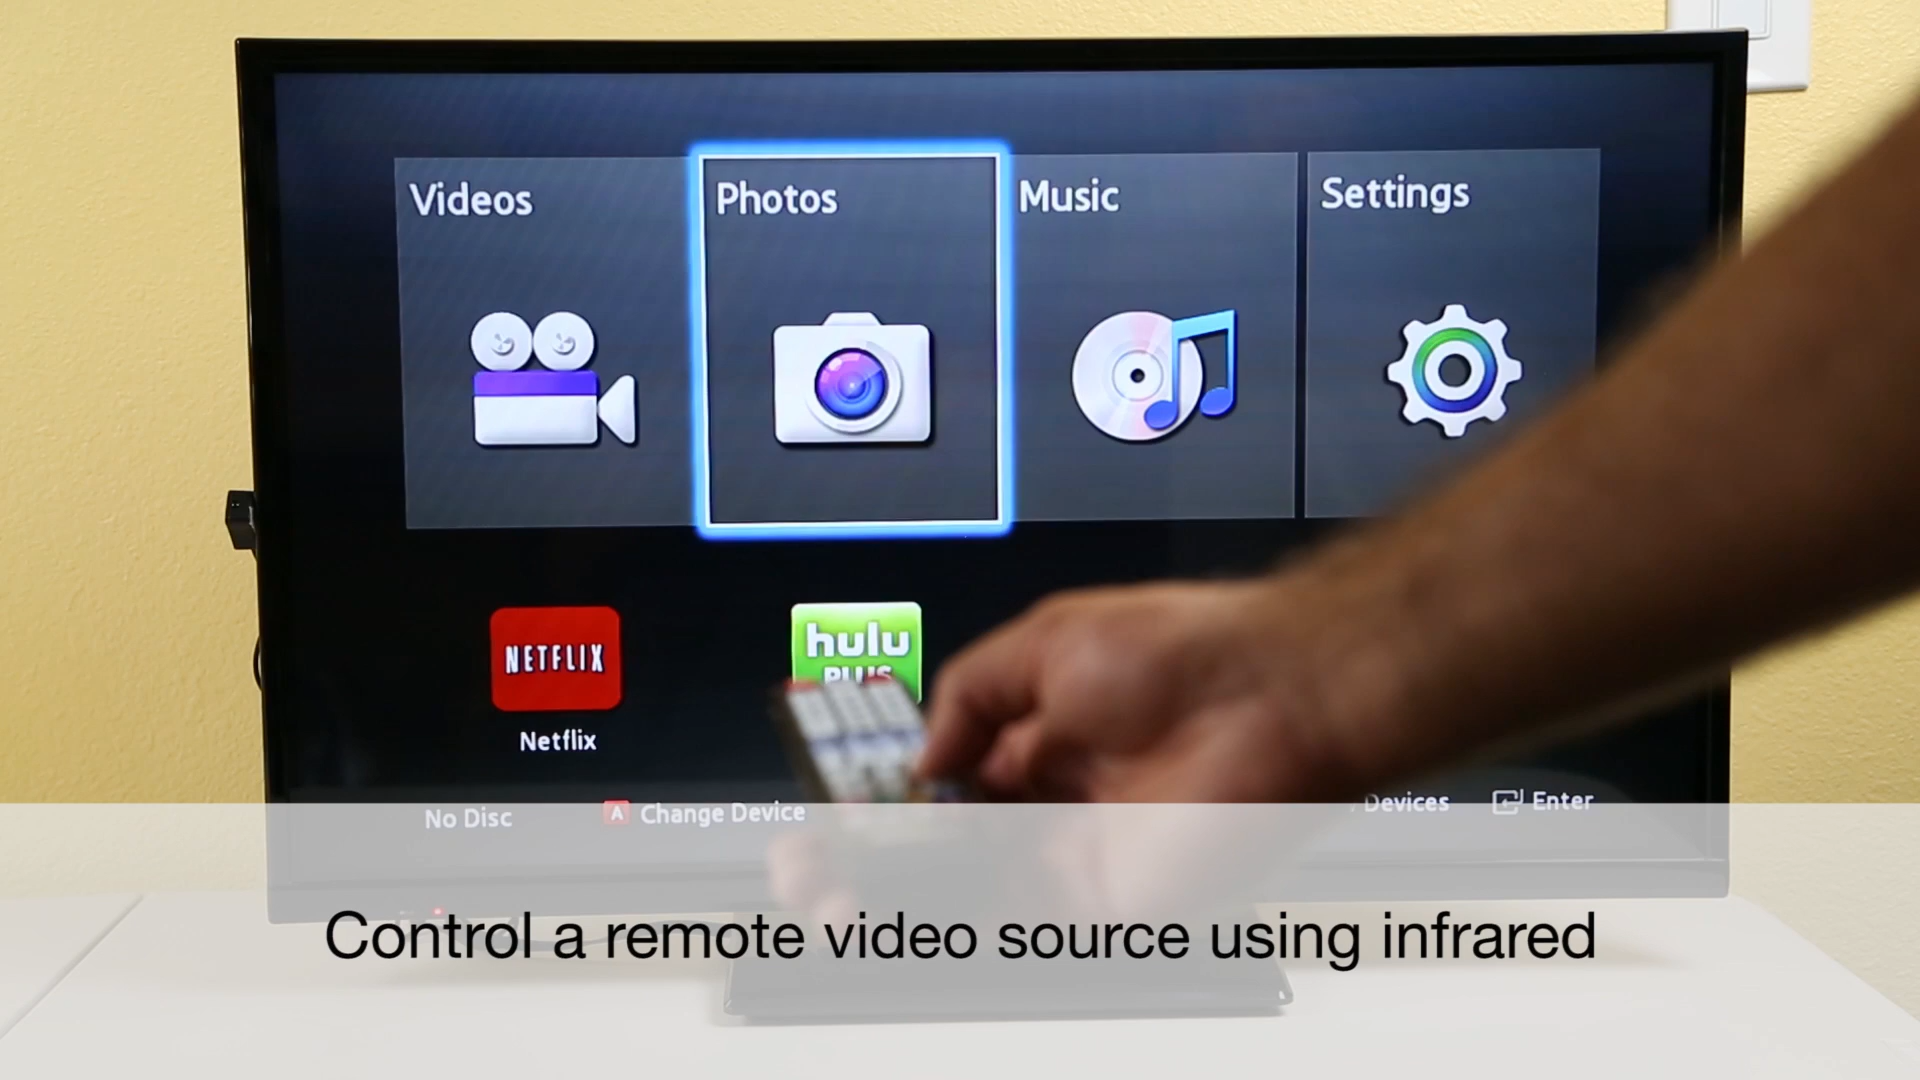 Videos
Photos
Music
Settings
NETFLIX
hulu
PLUS
Netflix
No Disc
A Change Device
Devices
Enter
Control a remote video source using infrared